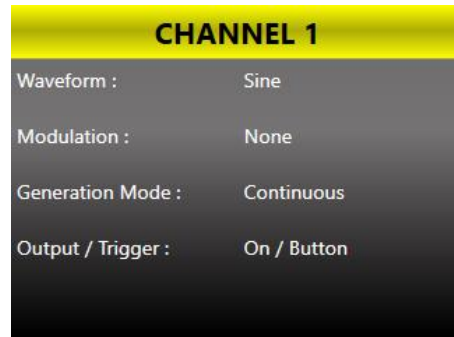 CHANNEL 1
Waveform : Sine
Modulation : None
Generation Mode : Continuous
Output / Trigger : On / Button